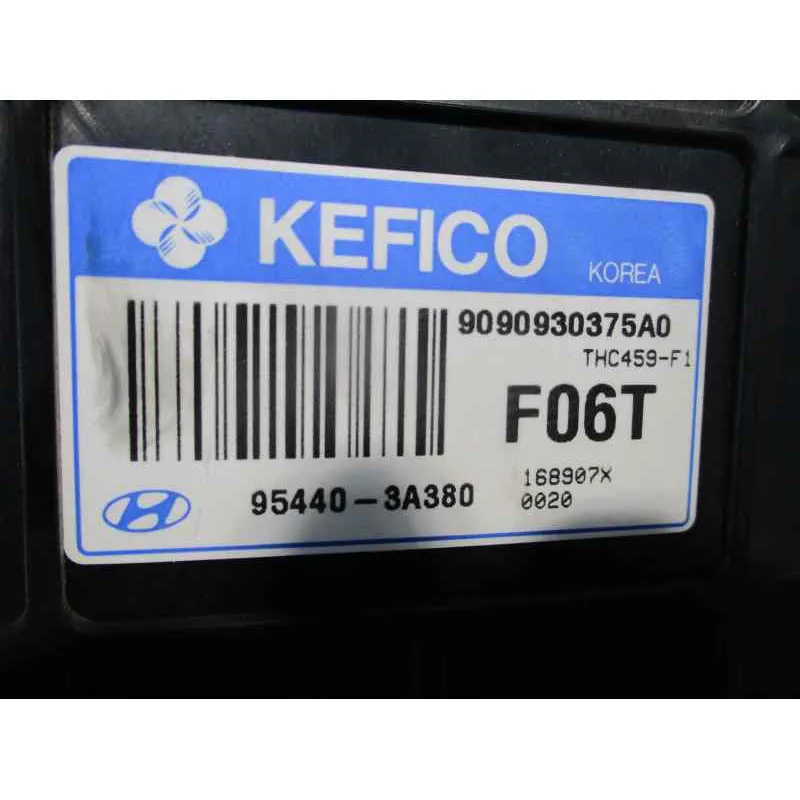 KEFICO KOREA
9090930375A0
THC459-F1
F06T
168907X
95440-3A380
0020